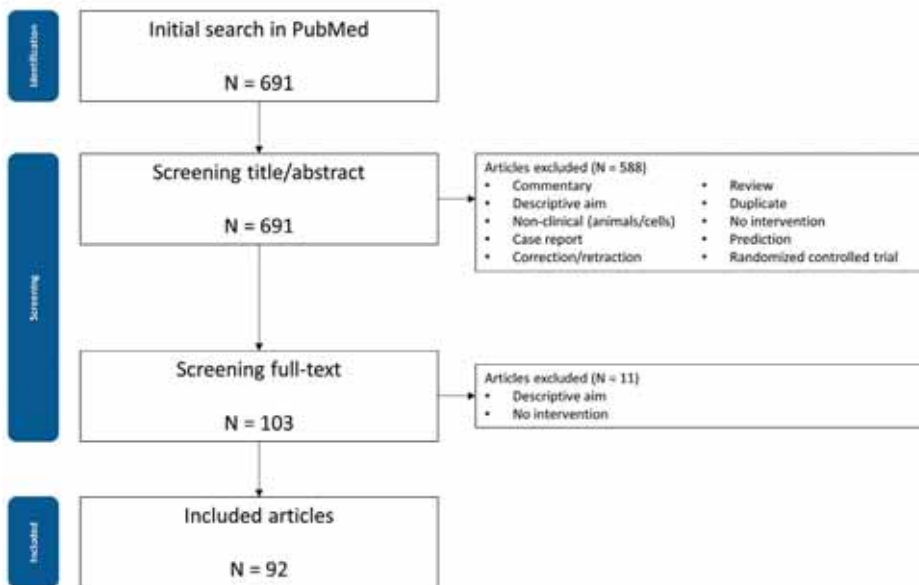 Identification
Initial search in PubMed
N = 691
Screening
Screening title/abstract
N = 691
Articles excluded (N = 588)
• Commentary
• Descriptive aim
• Non-clinical (animals/cells)
• Case report
• Correction/retraction
• Review
• Duplicate
• No intervention
• Prediction
• Randomized controlled trial
Screening full-text
N = 103
Articles excluded (N = 11)
• Descriptive aim
• No intervention
Included
Included articles
N = 92